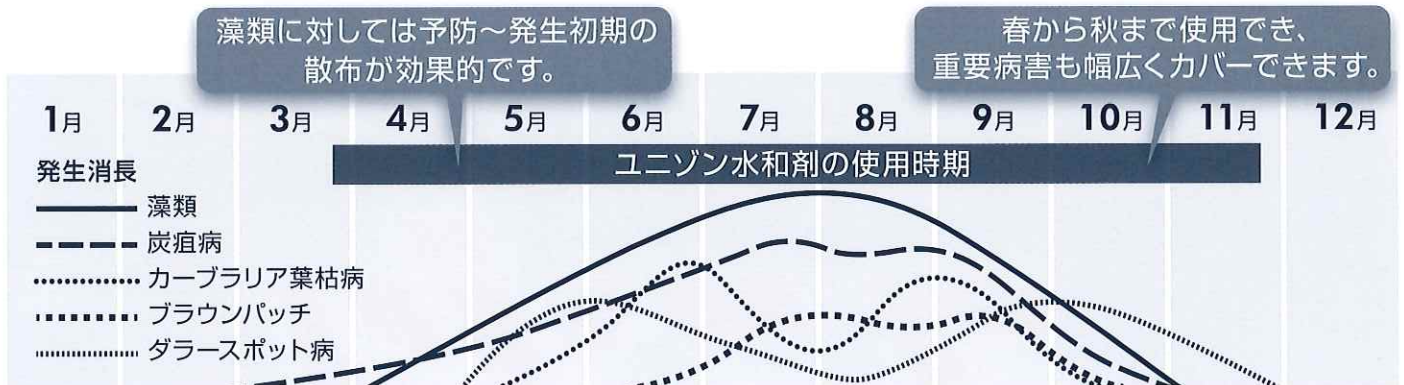 藻類に対しては予防～発生初期の
散布が効果的です。
春から秋まで使用でき、
重要病害も幅広くカバーできます。
1月 2月 3月 4月 5月 6月 7月 8月 9月 10月 11月 12月
ユニゾン水和剤の使用時期
発生消長
藻類
炭疽病
カーブラリア葉枯病
ブラウンパッチ
ダラースポット病